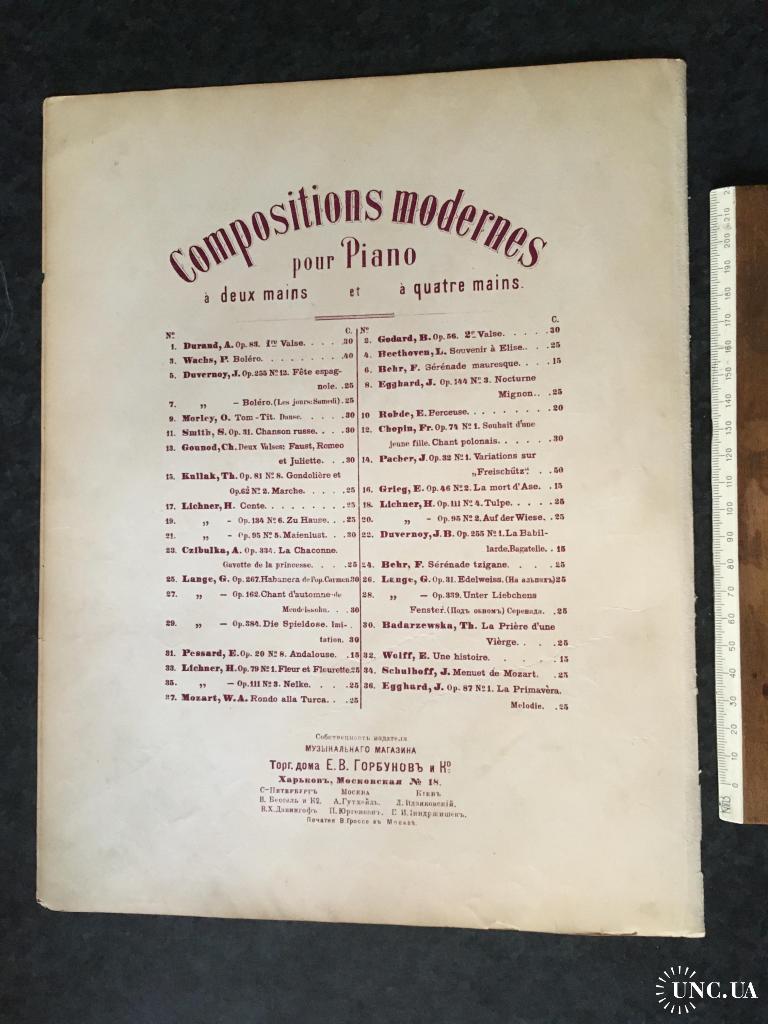 Compositions modernes
pour Piano
à deux mains et à quatre mains.
№ C.
1. Durand, A. Op. 83. 1re Valse. . . . .30
3. Wachs, P. Boléro. . . . . . . . . .40
5. Duvernoy, J. Op. 255 № 12. Fête espag-
nole. .25
7. „ – Boléro. (Les jours: Samedi) .25
9. Morley, O. Tom-Tit. Danse. . . . . .30
11. Smith, S. Op. 31. Chanson russe. . . .30
13. Gounod, Ch. Deux Valses: Faust, Romeo
et Juliette. . . .30
15. Kullak, Th. Op. 81 № 8. Gondolière et
Op. 62 № 2. Marche. . . . . .25
17. Lichner, H. Conte. . . . . . . . .25
19. „ – Op. 134 № 6. Zu Hause. . .25
21. „ – Op. 95 № 5. Maienlust. . .30
23. Czibulka, A. Op. 334. La Chaconne.
Gavotte de la princesse. . . . .25
25. Lange, G. Op. 267. Habanera de l'op. Carmen 30
27. „ – Op. 162. Chant d'automne de
Mendelssohn. . . .30
29. „ – Op. 384. Die Spieldose. Imi-
tation. 30
31. Pessard, E. Op. 20 № 8. Andalouse. .15
33. Lichner, H. Op. 79 № 1. Fleur et Fleurette. 25
35. „ – Op. 111 № 3. Nelke. . . . .25
37. Mozart, W. A. Rondo alla Turca. . .25
№ C.
2. Godard, B. Op. 56. 2e Valse. . . . . .30
4. Beethoven, L. Souvenir à Elise. . . .25
6. Behr, F. Sérénade mauresque. . . . .15
8. Egghard, J. Op. 144 № 3. Nocturne
Mignon. . .25
10 Rohde, E. Berceuse. . . . . . . . .20
12. Chopin, Fr. Op. 74 № 1. Souhait d'une
jeune fille. Chant polonais. . . . . .30
14. Pacher, J. Op. 32 № 1. Variations sur
„Freischütz“. . .50
16. Grieg, E. Op. 46 № 2. La mort d'Ase. .15
18. Lichner, H. Op. 111 № 4. Tulpe. . . . .25
20. „ – Op. 95 № 2. Auf der Wiese. .25
22. Duvernoy, J. B. Op. 255 № 1. La Babil-
larde. Bagatelle. . 15
24. Behr, F. Sérénade tzigane. . . . .25
26. Lange, G. Op. 31. Edelweiss. (На альпахъ) 25
28. „ – Op. 339. Unter Liebchens
Fenster. (Подъ окномъ) Серенада. .25
30. Badarzewska, Th. La Prière d'une
Vièrge. . . .25
32. Wolff, E. Une histoire. . . . . . .15
34. Schulhoff, J. Menuet de Mozart. . .25
36. Egghard, J. Op. 87 № 1. La Primavèra.
Melodie. .25
Собственность издателя
МУЗЫКАЛЬНАГО МАГАЗИНА
Торг. дома Е. В. Горбуновъ и Ко.
Харьковъ, Московская № 18.
С-Петербургъ Москва Кіевъ
В. Бессель и К°. А. Гутхейль. Л. Идзиковскій.
В. Х. Давингофъ П. Юргенсонъ. Г. И. Іиндржишекъ.
Печатня В. Гроссе въ Москвѣ.
UNC.UA